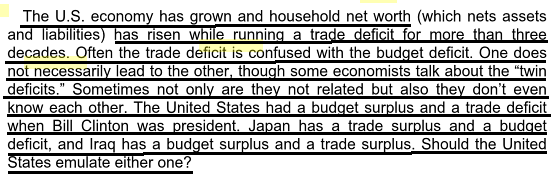 The U.S. economy has grown and household net worth (which nets assets
and liabilities) has risen while running a trade deficit for more than three
decades. Often the trade deficit is confused with the budget deficit. One does
not necessarily lead to the other, though some economists talk about the “twin
deficits.” Sometimes not only are they not related but also they don’t even
know each other. The United States had a budget surplus and a trade deficit
when Bill Clinton was president. Japan has a trade surplus and a budget
deficit, and Iraq has a budget surplus and a trade surplus. Should the United
States emulate either one?